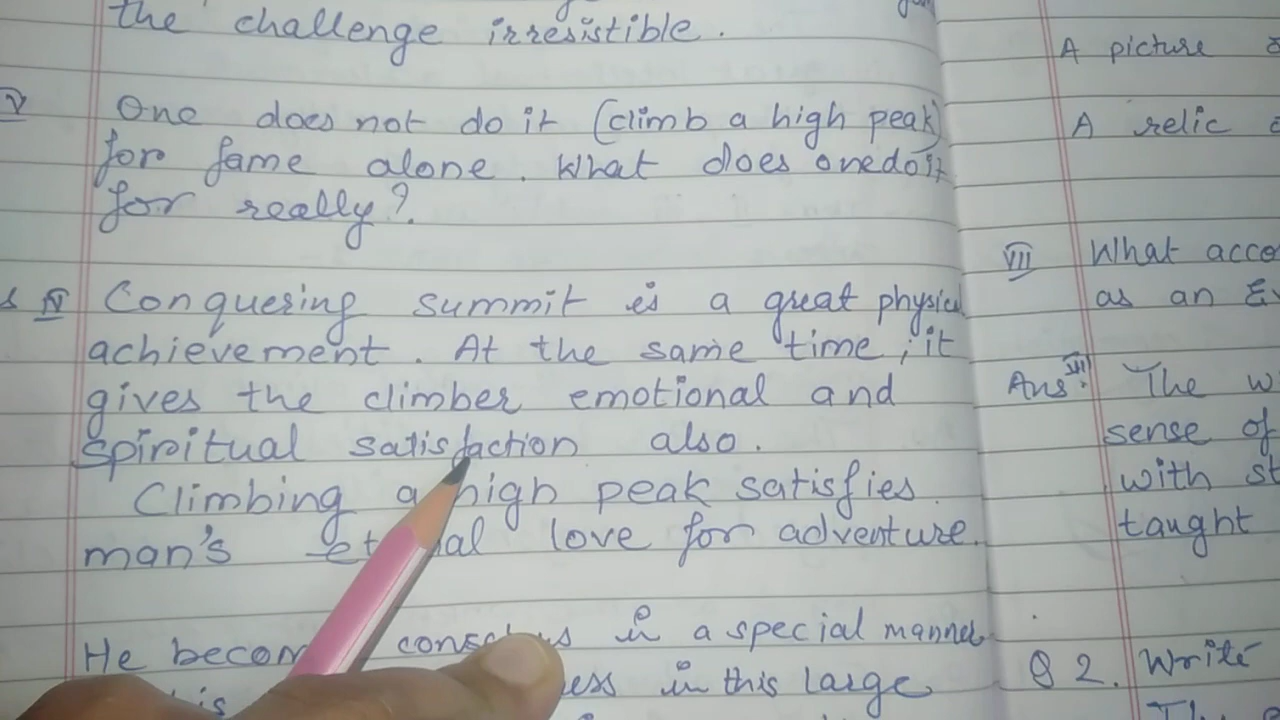 the challenge irresistible.
V One does not do it (climb a high peak)
for fame alone. What does one do it
for really?
IV Conquering summit is a great physical
achievement. At the same time, it
gives the climber emotional and
spiritual satisfaction also.
Climbing a high peak satisfies
man's love for adventure.
He in a special manner
in this large
A picture
A relic
VII What
as an
Ans VII The
sense of
with
taught
Q 2. Write